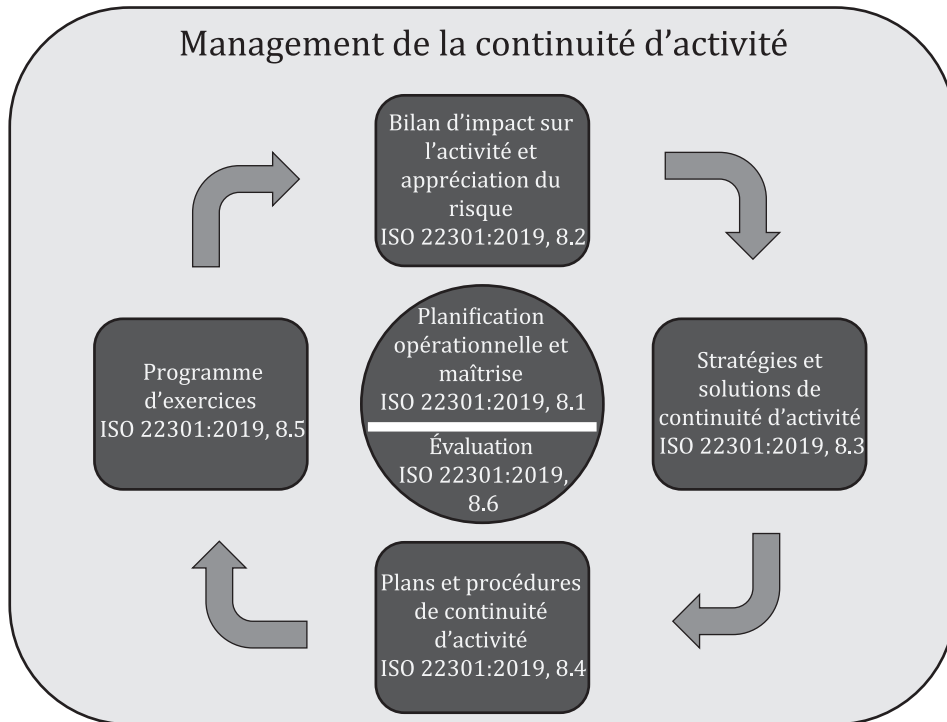 Management de la continuité d’activité
Bilan d’impact sur
l’activité et
appréciation du
risque
ISO 22301:2019, 8.2
Planification
opérationnelle et
maîtrise
ISO 22301:2019, 8.1
Évaluation
ISO 22301:2019,
8.6
Programme
d’exercices
ISO 22301:2019, 8.5
Stratégies et
solutions de
continuité d’activité
ISO 22301:2019, 8.3
Plans et procédures
de continuité
d’activité
ISO 22301:2019, 8.4